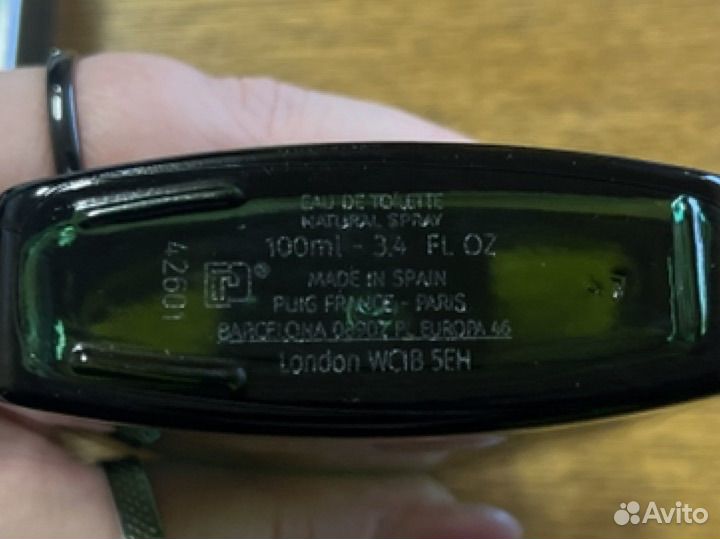 EAU DE TOILETTE
NATURAL SPRAY
100ml - 3.4 FL OZ
MADE IN SPAIN
PUIG FRANCE - PARIS
BARCELONA 08902 PL EUROPA 46
London WC1B 5EH
42601
®
Avito